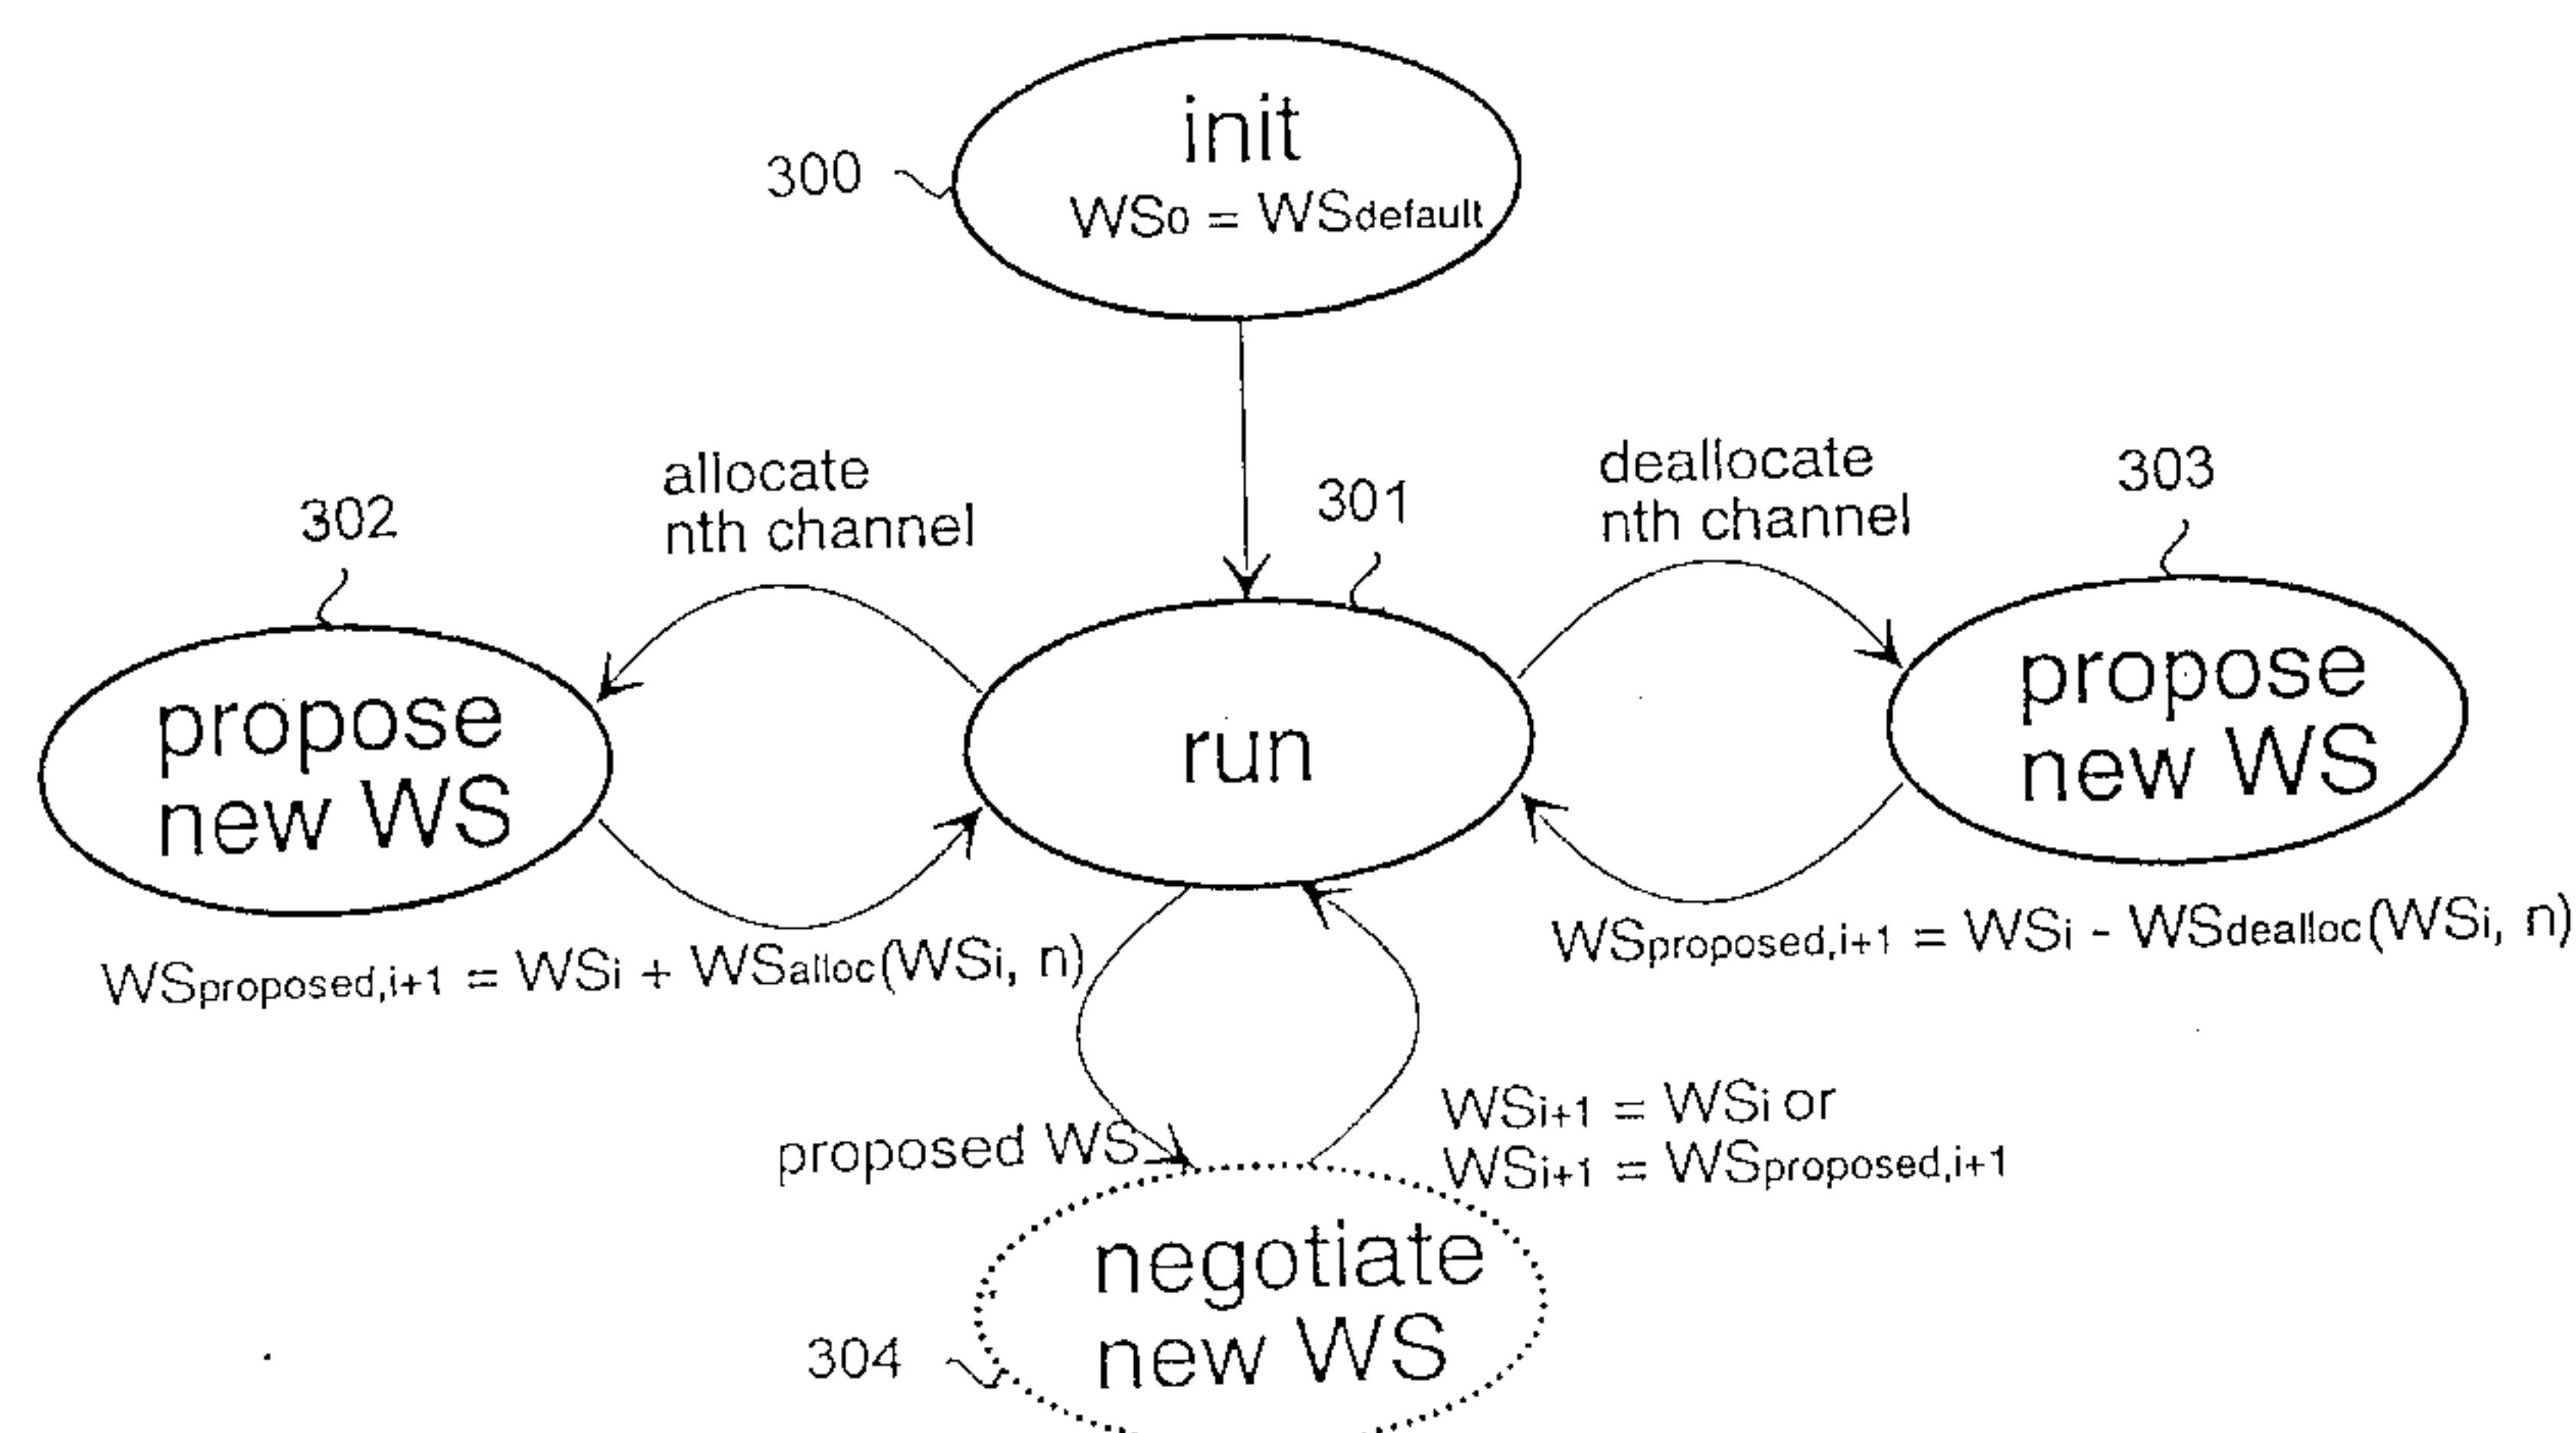 init
300
WS0 = WSdefault
allocate
nth channel
deallocate
nth channel
302
301
303
propose
new WS
run
propose
new WS
WSproposed,i+1 = WSi + WSalloc(WSi, n)
WSproposed,i+1 = WSi - WSdealloc(WSi, n)
proposed WS
WSi+1 = WSi or
WSi+1 = WSproposed,i+1
negotiate
new WS
304